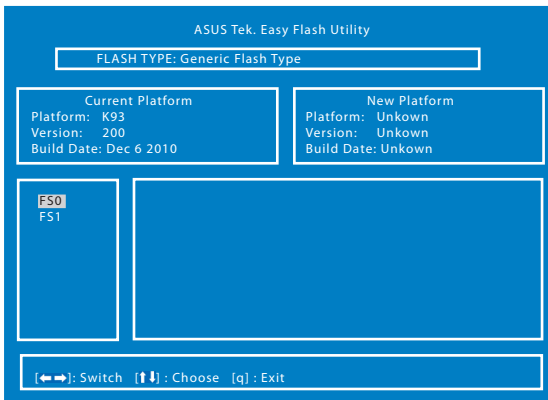 ASUS Tek. Easy Flash Utility
FLASH TYPE: Generic Flash Type
Current Platform
Platform: K93
Version: 200
Build Date: Dec 6 2010
New Platform
Platform: Unkown
Version: Unkown
Build Date: Unkown
FS0
FS1
[←→]: Switch [↑↓] : Choose [q] : Exit